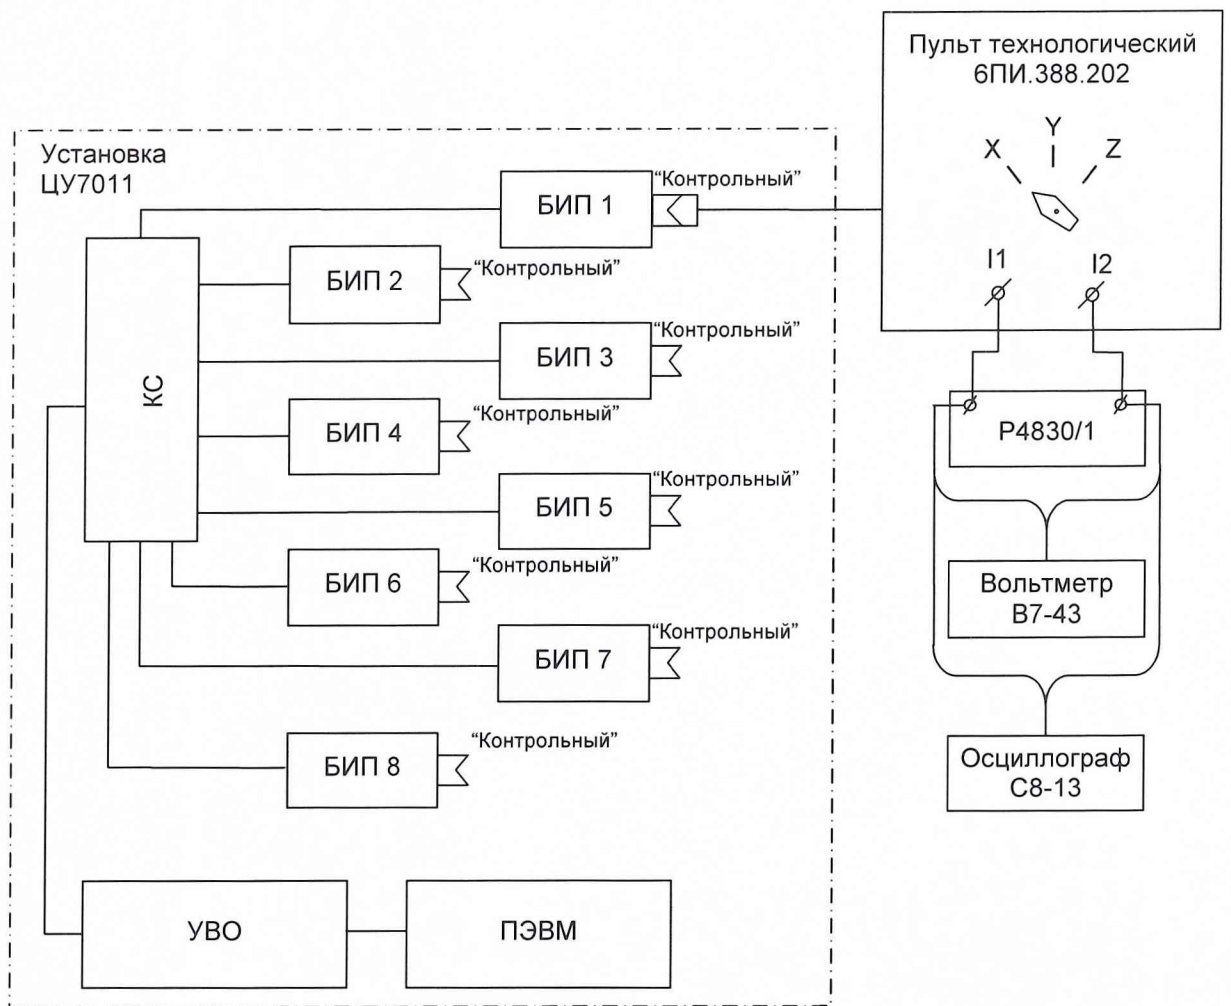 Пульт технологический
6ПИ.388.202
X
Y
Z
I1
I2
Установка
ЦУ7011
БИП 1
“Контрольный”
БИП 2
“Контрольный”
БИП 3
“Контрольный”
КС
БИП 4
“Контрольный”
Р4830/1
БИП 5
“Контрольный”
БИП 6
“Контрольный”
Вольтметр
В7-43
БИП 7
“Контрольный”
БИП 8
“Контрольный”
Осциллограф
С8-13
УВО
ПЭВМ